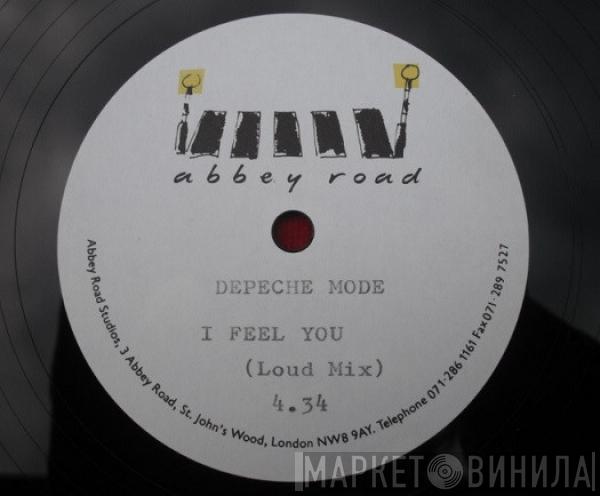 abbey road
DEPECHE MODE
I FEEL YOU
(Loud Mix)
4.34
Abbey Road Studios, 3 Abbey Road, St. John's Wood, London NW8 9AY. Telephone 071-286 1161 Fax 071-289 7527
МАРКЕТ ВИНИЛА